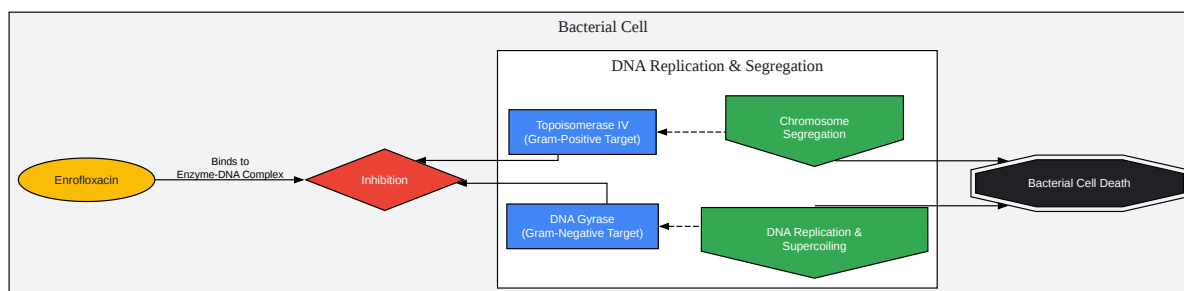 Bacterial Cell
DNA Replication & Segregation
Topoisomerase IV
(Gram-Positive Target)
Chromosome
Segregation
Binds to
Enzyme-DNA Complex
Enrofloxacin
Inhibition
Bacterial Cell Death
DNA Gyrase
(Gram-Negative Target)
DNA Replication &
Supercoiling